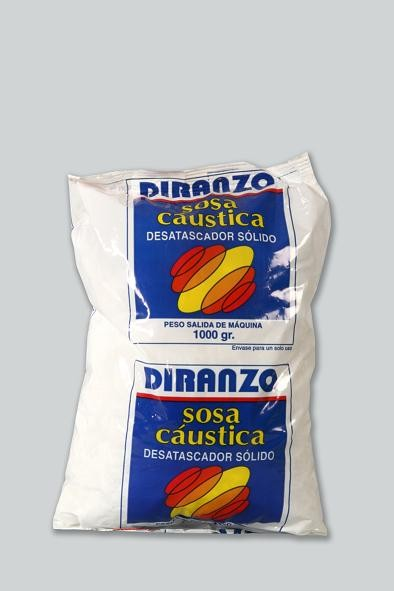 DIRANZO
sosa
cáustica
DESATASCADOR SÓLIDO
PESO SALIDA DE MÁQUINA
1000 gr.
Envase para un solo uso
DIRANZO
sosa
cáustica
DESATASCADOR SÓLIDO